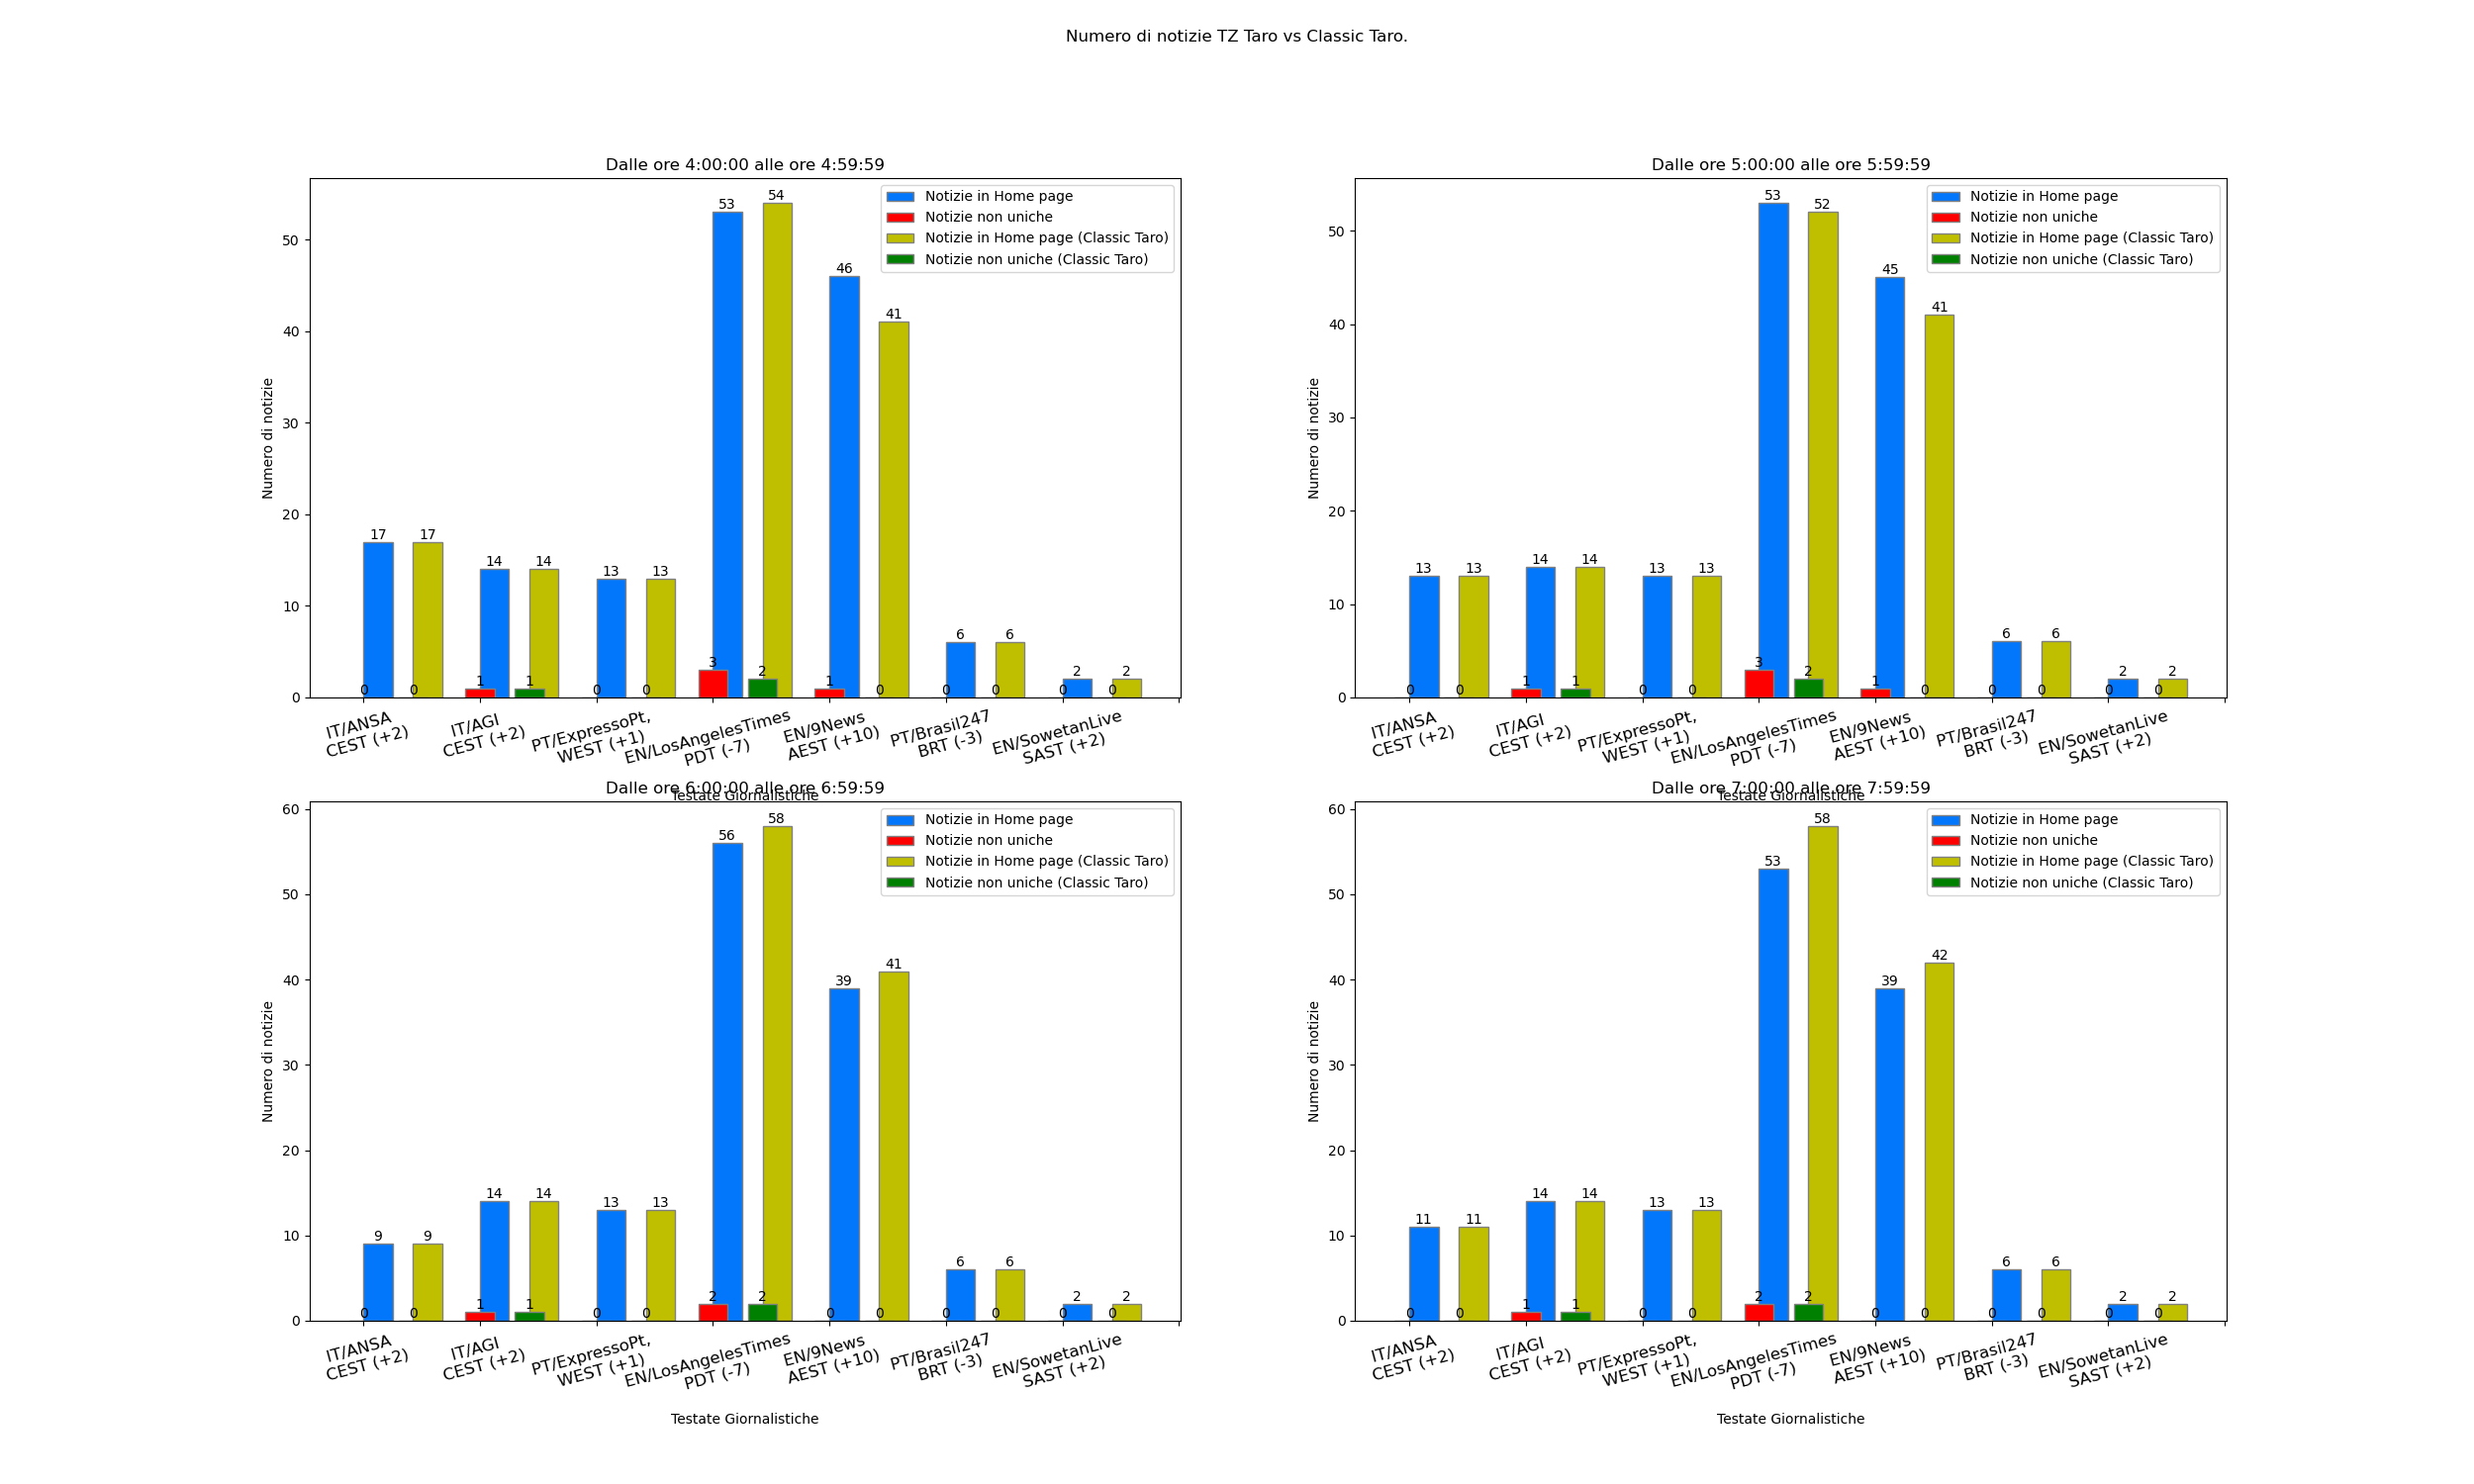 Numero di notizie TZ Taro vs Classic Taro.
Dalle ore 4:00:00 alle ore 4:59:59
Notizie in Home page
Notizie non uniche
Notizie in Home page (Classic Taro)
Notizie non uniche (Classic Taro)
Numero di notizie
50
40
30
20
10
0
17 17 14 14 13 13 53 54 46 41 6 6 2 2
0 0 1 1 0 0 3 2 1 0 0 0 0 0
IT/ANSA
CEST (+2)
IT/AGI
CEST (+2)
PT/ExpressoPt,
WEST (+1)
EN/LosAngelesTimes
PDT (-7)
EN/9News
AEST (+10)
PT/Brasil247
BRT (-3)
EN/SowetanLive
SAST (+2)
Testate Giornalistiche
Dalle ore 5:00:00 alle ore 5:59:59
Notizie in Home page
Notizie non uniche
Notizie in Home page (Classic Taro)
Notizie non uniche (Classic Taro)
Numero di notizie
50
40
30
20
10
0
13 13 14 14 13 13 53 52 45 41 6 6 2 2
0 0 1 1 0 0 3 2 1 0 0 0 0 0
IT/ANSA
CEST (+2)
IT/AGI
CEST (+2)
PT/ExpressoPt,
WEST (+1)
EN/LosAngelesTimes
PDT (-7)
EN/9News
AEST (+10)
PT/Brasil247
BRT (-3)
EN/SowetanLive
SAST (+2)
Testate Giornalistiche
Dalle ore 6:00:00 alle ore 6:59:59
Notizie in Home page
Notizie non uniche
Notizie in Home page (Classic Taro)
Notizie non uniche (Classic Taro)
Numero di notizie
60
50
40
30
20
10
0
9 9 14 14 13 13 56 58 39 41 6 6 2 2
0 0 1 1 0 0 2 2 0 0 0 0 0 0
IT/ANSA
CEST (+2)
IT/AGI
CEST (+2)
PT/ExpressoPt,
WEST (+1)
EN/LosAngelesTimes
PDT (-7)
EN/9News
AEST (+10)
PT/Brasil247
BRT (-3)
EN/SowetanLive
SAST (+2)
Testate Giornalistiche
Dalle ore 7:00:00 alle ore 7:59:59
Notizie in Home page
Notizie non uniche
Notizie in Home page (Classic Taro)
Notizie non uniche (Classic Taro)
Numero di notizie
60
50
40
30
20
10
0
11 11 14 14 13 13 53 58 39 42 6 6 2 2
0 0 1 1 0 0 2 2 0 0 0 0 0 0
IT/ANSA
CEST (+2)
IT/AGI
CEST (+2)
PT/ExpressoPt,
WEST (+1)
EN/LosAngelesTimes
PDT (-7)
EN/9News
AEST (+10)
PT/Brasil247
BRT (-3)
EN/SowetanLive
SAST (+2)
Testate Giornalistiche